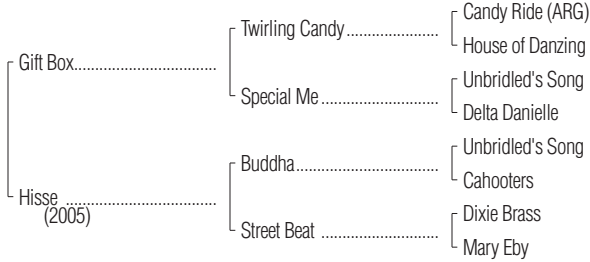 Candy Ride (ARG)
Twirling Candy....................
House of Danzing
Gift Box................................
Unbridled's Song
Special Me..........................
Delta Danielle
Unbridled's Song
Buddha................................
Cahooters
Hisse ..................................
(2005)
Dixie Brass
Street Beat ..........................
Mary Eby